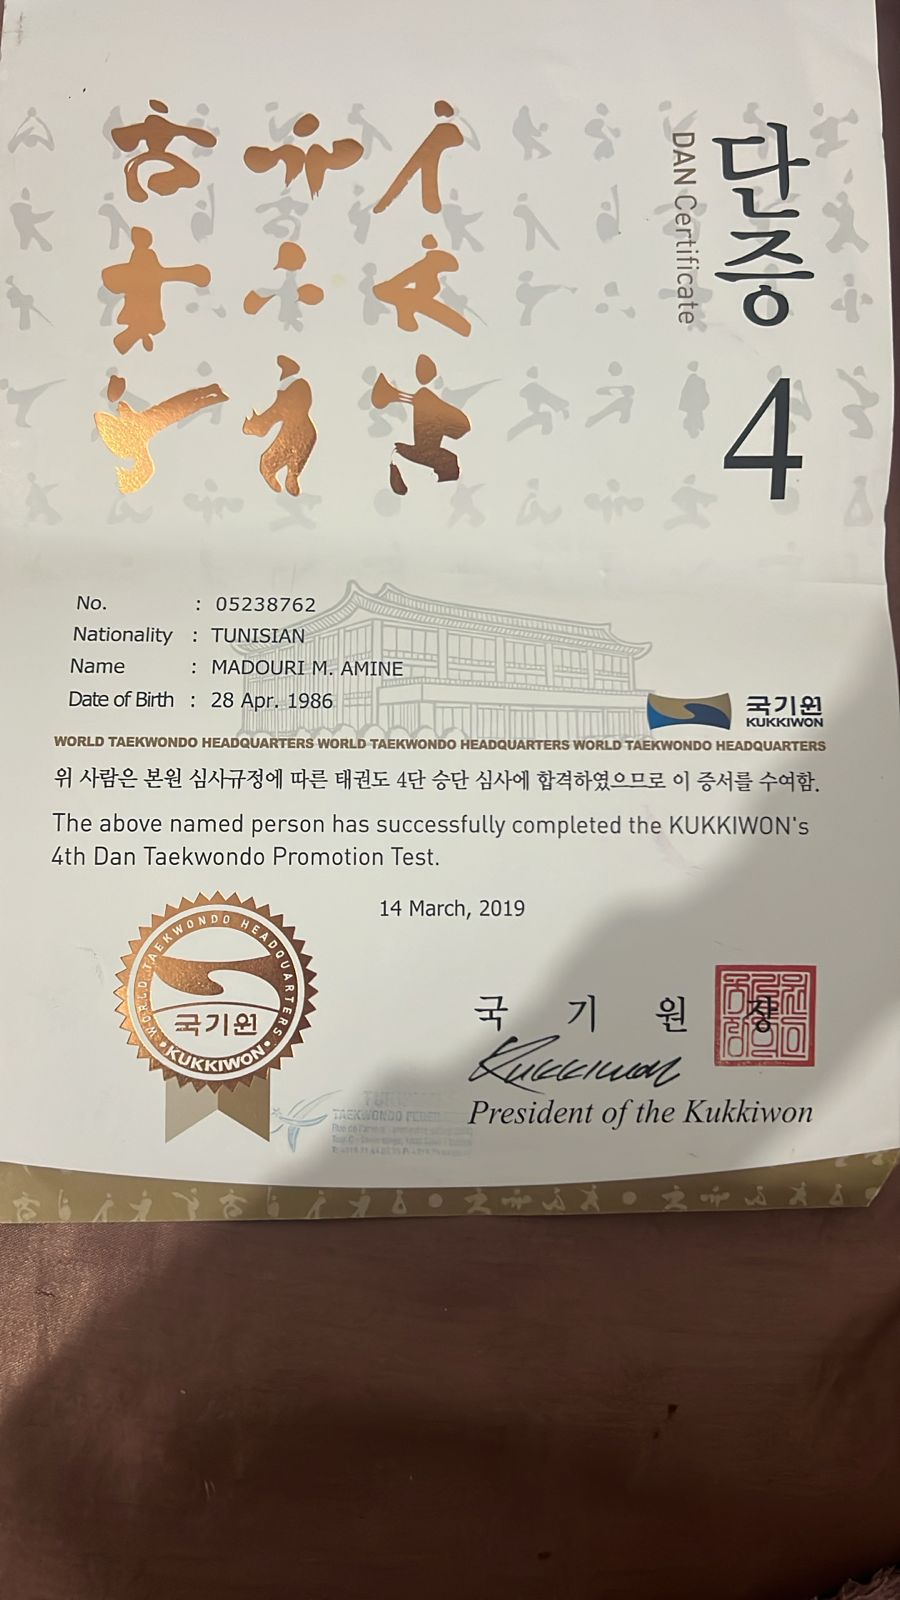 단증
DAN Certificate
4
No. : 05238762
Nationality : TUNISIAN
Name : MADOURI M. AMINE
Date of Birth : 28 Apr. 1986
국기원
KUKKIWON
WORLD TAEKWONDO HEADQUARTERS WORLD TAEKWONDO HEADQUARTERS WORLD TAEKWONDO HEADQUARTERS
위 사람은 본원 심사규정에 따른 태권도 4단 승단 심사에 합격하였으므로 이 증서를 수여함.
The above named person has successfully completed the KUKKIWON's
4th Dan Taekwondo Promotion Test.
14 March, 2019
WORLD TAEKWONDO HEADQUARTERS
국기원
KUKKIWON
국 기 원 장
Kukkiwon
President of the Kukkiwon
TAEKWONDO